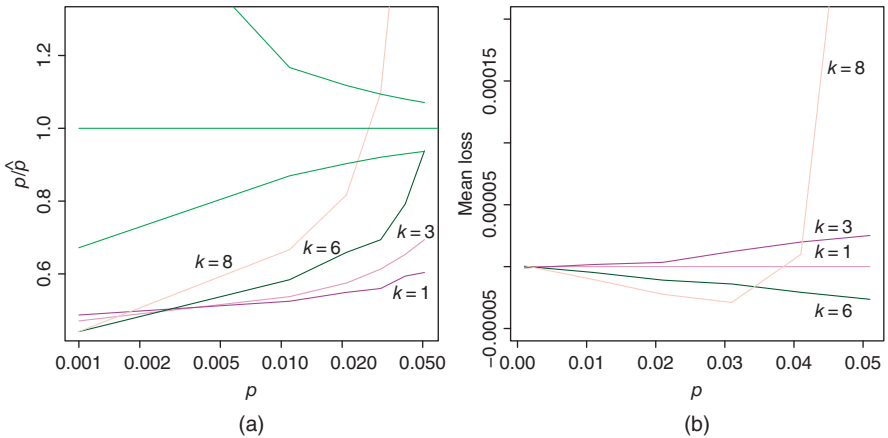 p/p̂
1.2
1.0
0.8
0.6
k = 8
k = 6
k = 3
k = 1
0.001 0.002 0.005 0.010 0.020 0.050
p
(a)
Mean loss
0.00015
0.00005
−0.00005
k = 8
k = 3
k = 1
k = 6
0.00 0.01 0.02 0.03 0.04 0.05
p
(b)